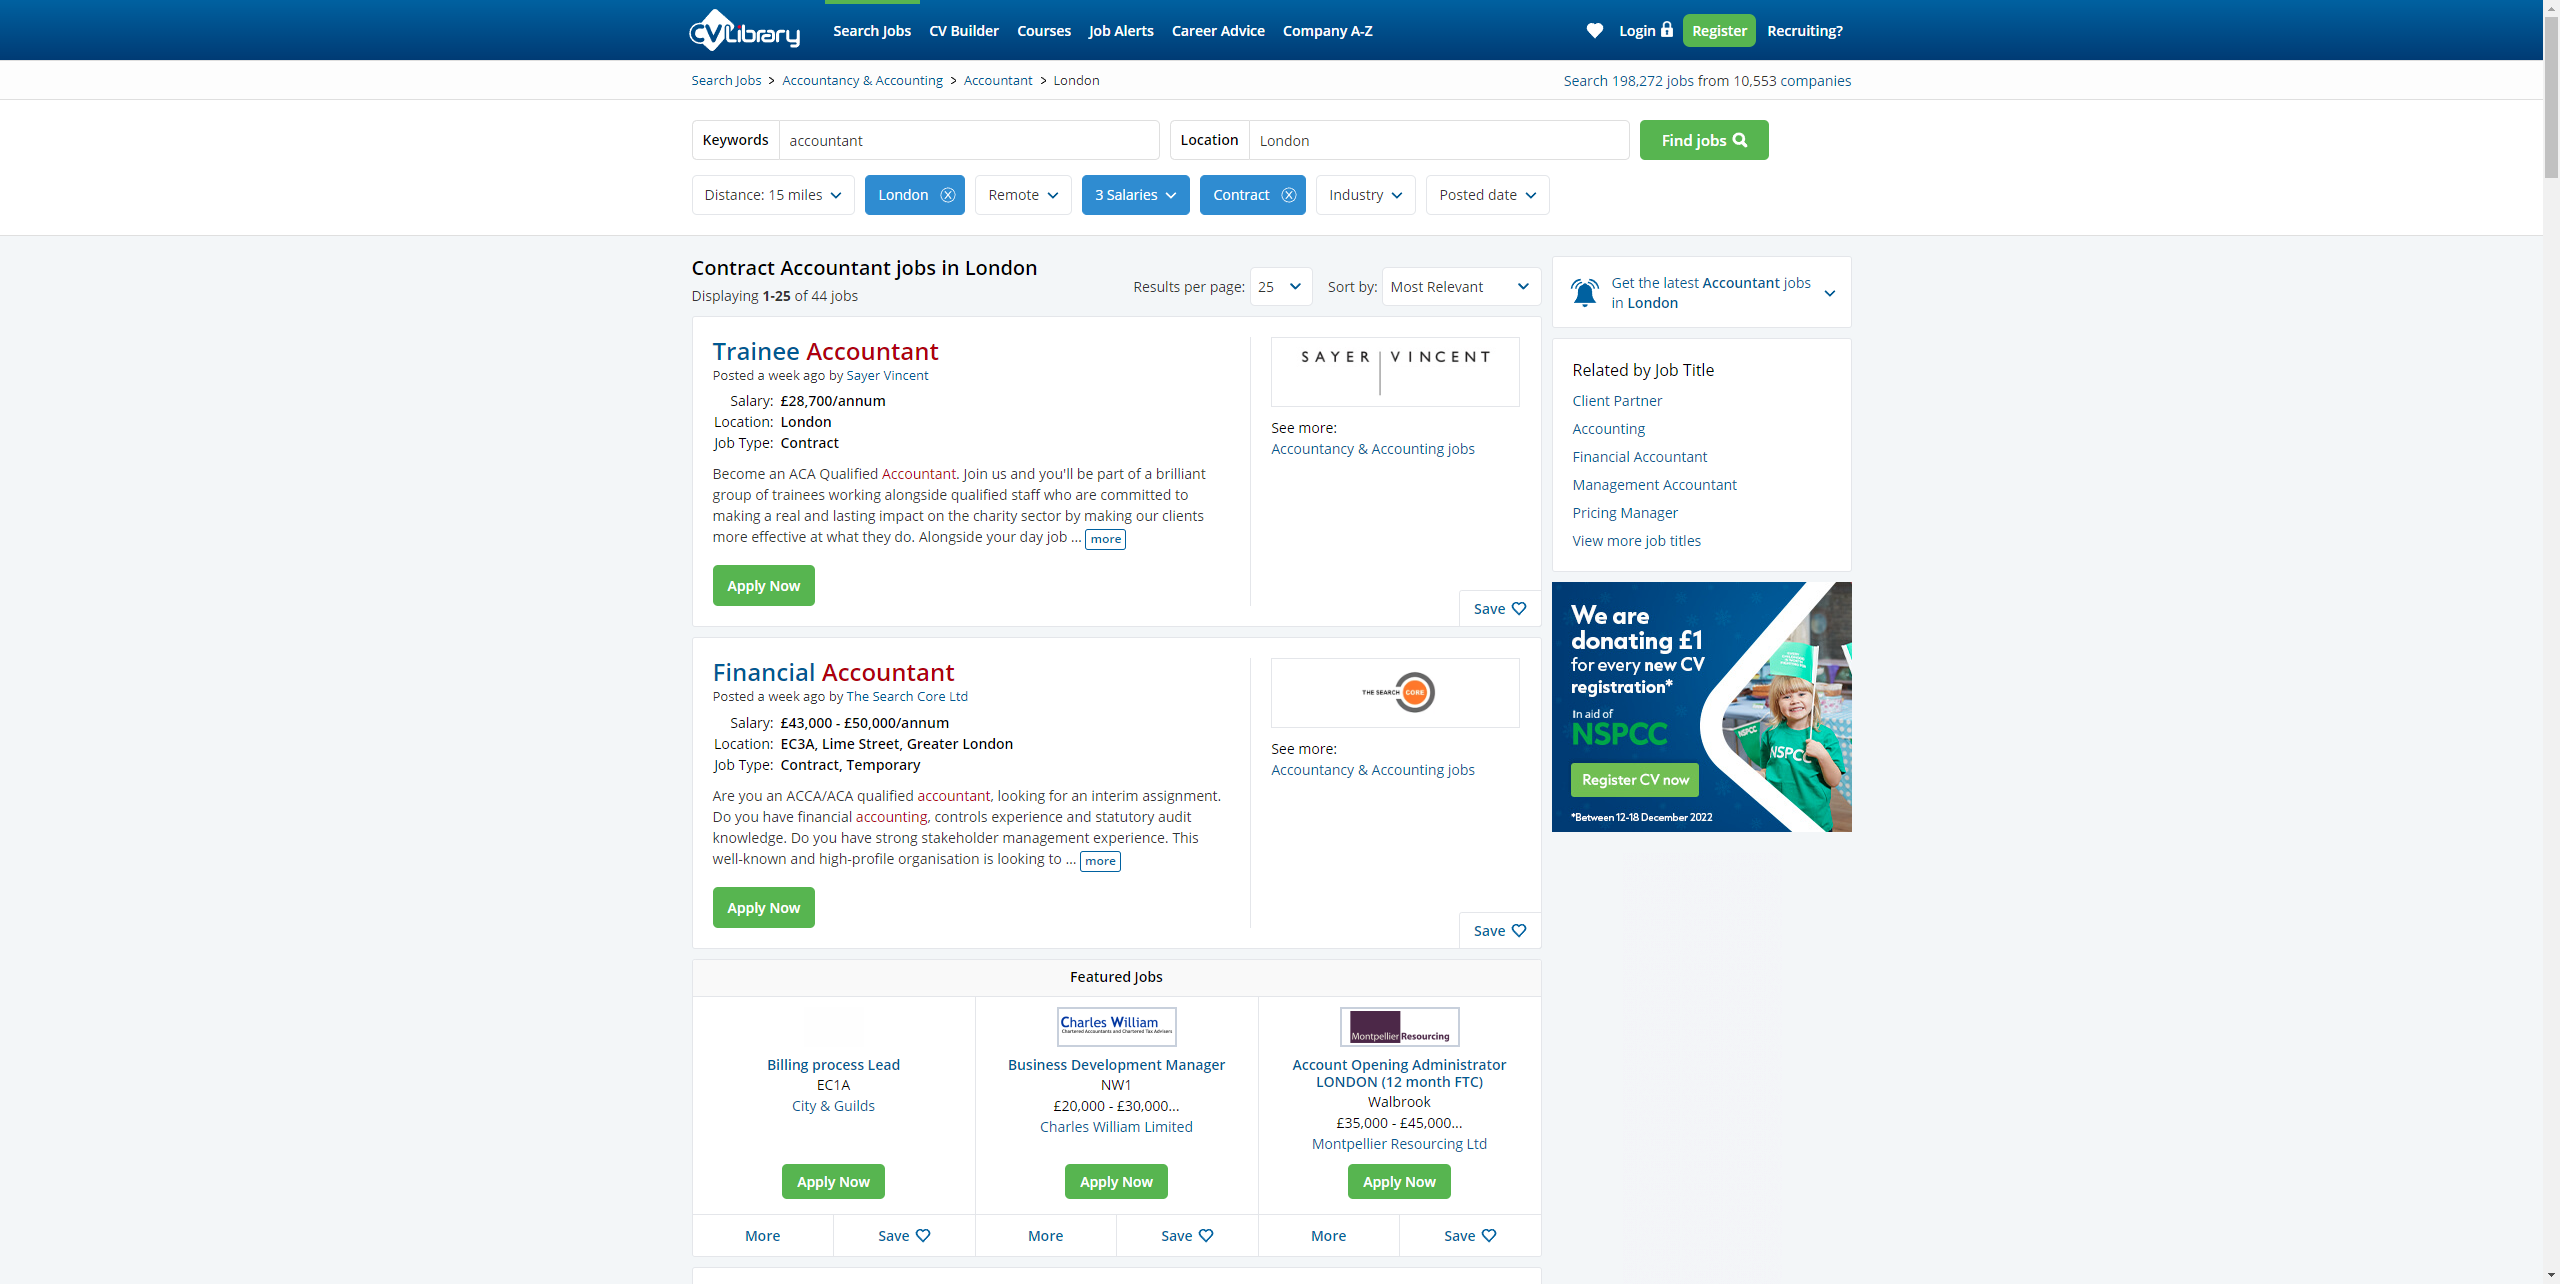 CVLibrary
Search Jobs CV Builder Courses Job Alerts Career Advice Company A-Z
Login Register Recruiting?
Search Jobs > Accountancy & Accounting > Accountant > London
Search 198,272 jobs from 10,553 companies
Keywords accountant Location London Find jobs
Distance: 15 miles London Remote 3 Salaries Contract Industry Posted date
Contract Accountant jobs in London
Displaying 1-25 of 44 jobs
Results per page: 25 Sort by: Most Relevant
Trainee Accountant
Posted a week ago by Sayer Vincent
Salary: £28,700/annum
Location: London
Job Type: Contract
Become an ACA Qualified Accountant. Join us and you'll be part of a brilliant
group of trainees working alongside qualified staff who are committed to
making a real and lasting impact on the charity sector by making our clients
more effective at what they do. Alongside your day job ... more
Apply Now
SAYER VINCENT
See more:
Accountancy & Accounting jobs
Save
Financial Accountant
Posted a week ago by The Search Core Ltd
Salary: £43,000 - £50,000/annum
Location: EC3A, Lime Street, Greater London
Job Type: Contract, Temporary
Are you an ACCA/ACA qualified accountant, looking for an interim assignment.
Do you have financial accounting, controls experience and statutory audit
knowledge. Do you have strong stakeholder management experience. This
well-known and high-profile organisation is looking to ... more
Apply Now
THE SEARCH CORE
See more:
Accountancy & Accounting jobs
Save
Featured Jobs
Billing process Lead
EC1A
City & Guilds
Apply Now
More Save
Charles William
Chartered Accountants and Chartered Tax Advisers
Business Development Manager
NW1
£20,000 - £30,000...
Charles William Limited
Apply Now
More Save
Montpellier Resourcing
Account Opening Administrator
LONDON (12 month FTC)
Walbrook
£35,000 - £45,000...
Montpellier Resourcing Ltd
Apply Now
More Save
Get the latest Accountant jobs
in London
Related by Job Title
Client Partner
Accounting
Financial Accountant
Management Accountant
Pricing Manager
View more job titles
We are
donating £1
for every new CV
registration*
In aid of
NSPCC
Register CV now
*Between 12-18 December 2022
NSPCC
NSPCC